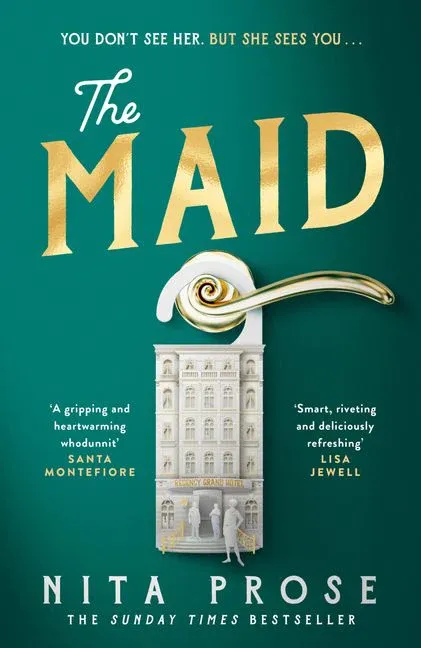 YOU DON'T SEE HER. BUT SHE SEES YOU...
The
MAID
'A gripping and
heartwarming
whodunnit'
SANTA
MONTEFIORE
'Smart, riveting
and deliciously
refreshing'
LISA
JEWELL
REGENCY GRAND HOTEL
NITA PROSE
THE SUNDAY TIMES BESTSELLER